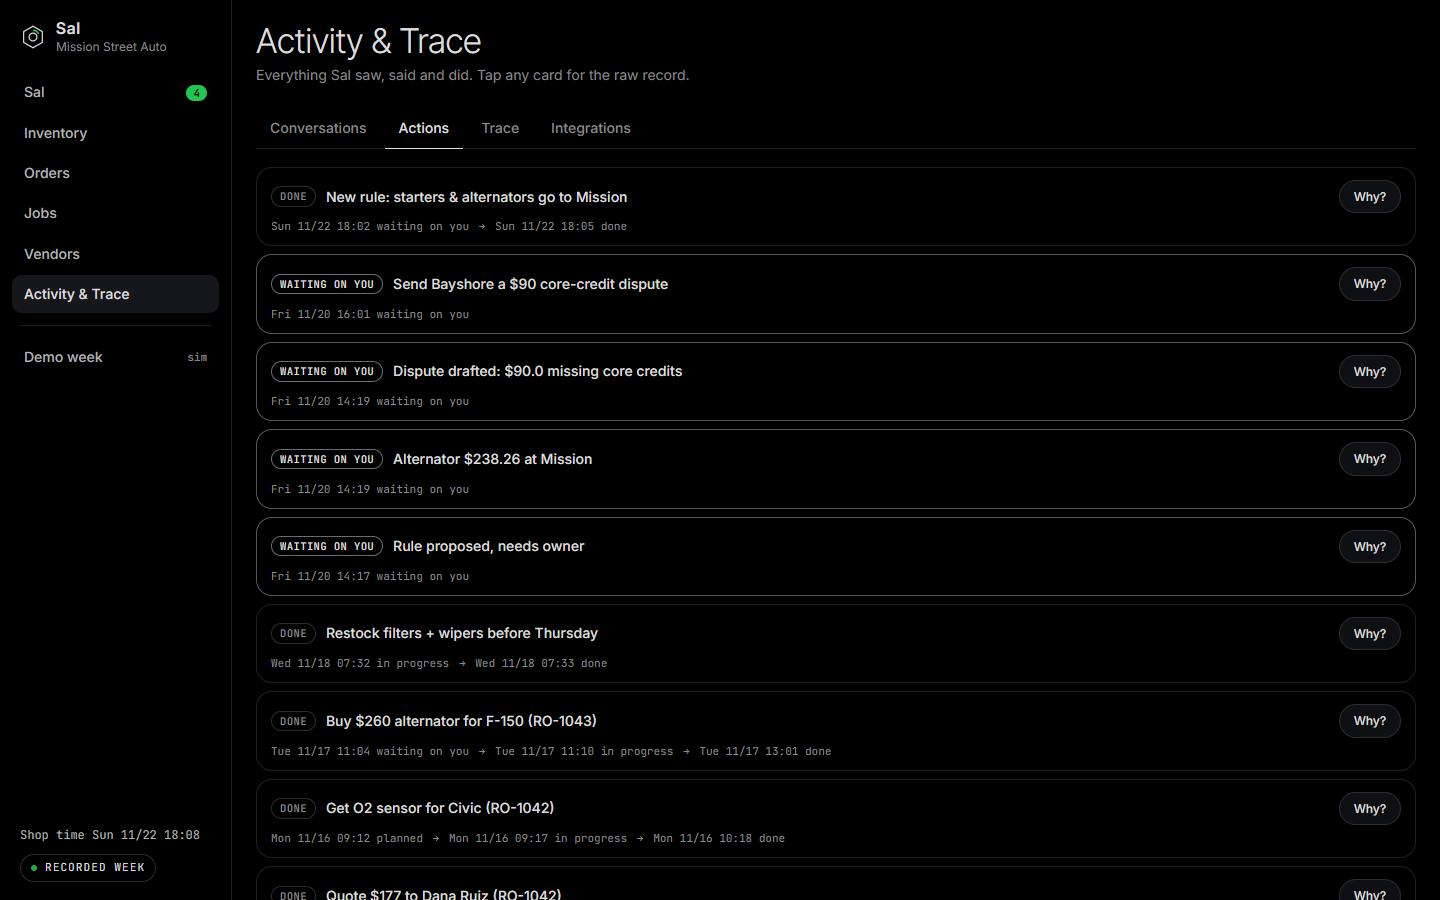 Sal
Mission Street Auto
Sal 4
Inventory
Orders
Jobs
Vendors
Activity & Trace
Demo week sim
Shop time Sun 11/22 18:08
RECORDED WEEK
Activity & Trace
Everything Sal saw, said and did. Tap any card for the raw record.
Conversations Actions Trace Integrations
DONE New rule: starters & alternators go to Mission Why?
Sun 11/22 18:02 waiting on you → Sun 11/22 18:05 done
WAITING ON YOU Send Bayshore a $90 core-credit dispute Why?
Fri 11/20 16:01 waiting on you
WAITING ON YOU Dispute drafted: $90.0 missing core credits Why?
Fri 11/20 14:19 waiting on you
WAITING ON YOU Alternator $238.26 at Mission Why?
Fri 11/20 14:19 waiting on you
WAITING ON YOU Rule proposed, needs owner Why?
Fri 11/20 14:17 waiting on you
DONE Restock filters + wipers before Thursday Why?
Wed 11/18 07:32 in progress → Wed 11/18 07:33 done
DONE Buy $260 alternator for F-150 (RO-1043) Why?
Tue 11/17 11:04 waiting on you → Tue 11/17 11:10 in progress → Tue 11/17 13:01 done
DONE Get O2 sensor for Civic (RO-1042) Why?
Mon 11/16 09:12 planned → Mon 11/16 09:17 in progress → Mon 11/16 10:18 done
DONE Quote $177 to Dana Ruiz (RO-1042) Why?